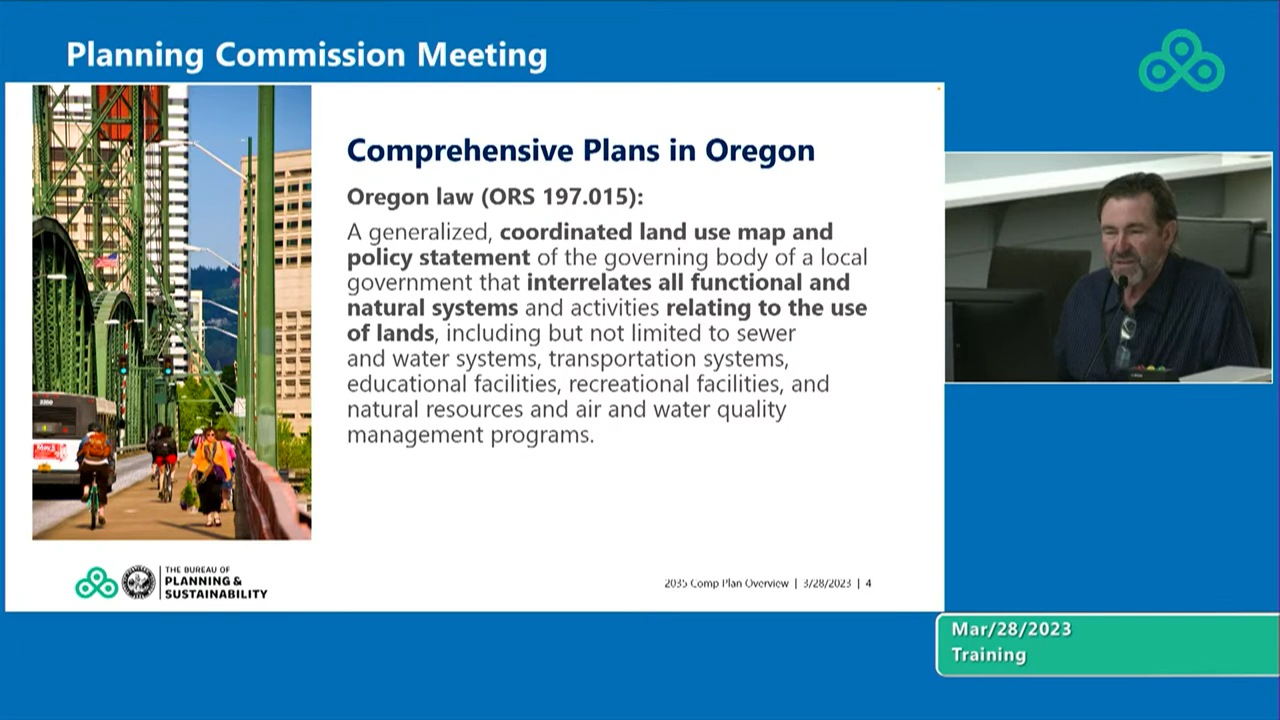 Planning Commission Meeting
Comprehensive Plans in Oregon
Oregon law (ORS 197.015):
A generalized, coordinated land use map and
policy statement of the governing body of a local
government that interrelates all functional and
natural systems and activities relating to the use
of lands, including but not limited to sewer
and water systems, transportation systems,
educational facilities, recreational facilities, and
natural resources and air and water quality
management programs.
THE BUREAU OF
PLANNING &
SUSTAINABILITY
2035 Comp Plan Overview | 3/28/2023 | 4
Mar/28/2023
Training